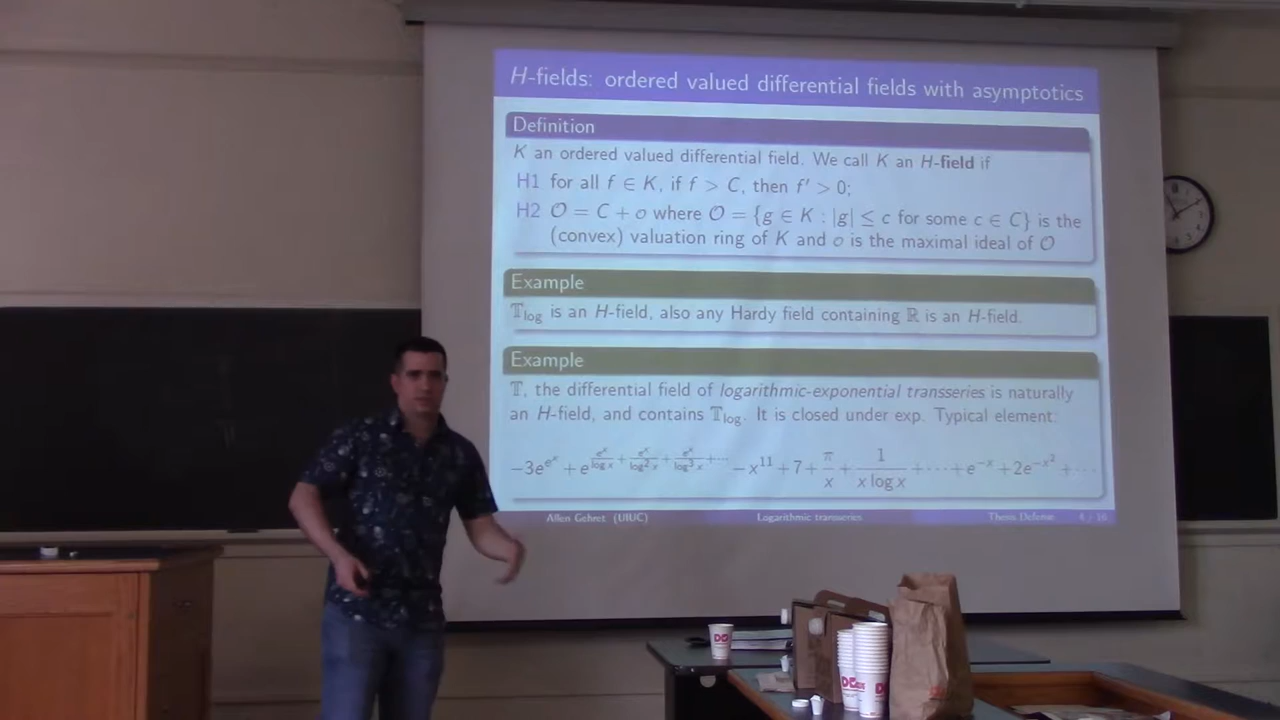 H-fields: ordered valued differential fields with asymptotics
Definition
K an ordered valued differential field. We call K an H-field if
H1 for all f ∈ K, if f > C, then f′ > 0;
H2 𝒪 = C + o where 𝒪 = {g ∈ K : |g| ≤ c for some c ∈ C} is the
(convex) valuation ring of K and o is the maximal ideal of 𝒪
Example
𝕋log is an H-field, also any Hardy field containing ℝ is an H-field.
Example
𝕋, the differential field of logarithmic-exponential transseries is naturally
an H-field, and contains 𝕋log. It is closed under exp. Typical element:
−3e^{e^x} + e^{e^x/log x + e^x/log² x + e^x/log³ x + ⋯} − x^11 + 7 + π/x + 1/(x log x) + ⋯ + e^{−x} + 2e^{−x²} + ⋯
Allen Gehret (UIUC) Logarithmic transseries Thesis Defense 4 / 16